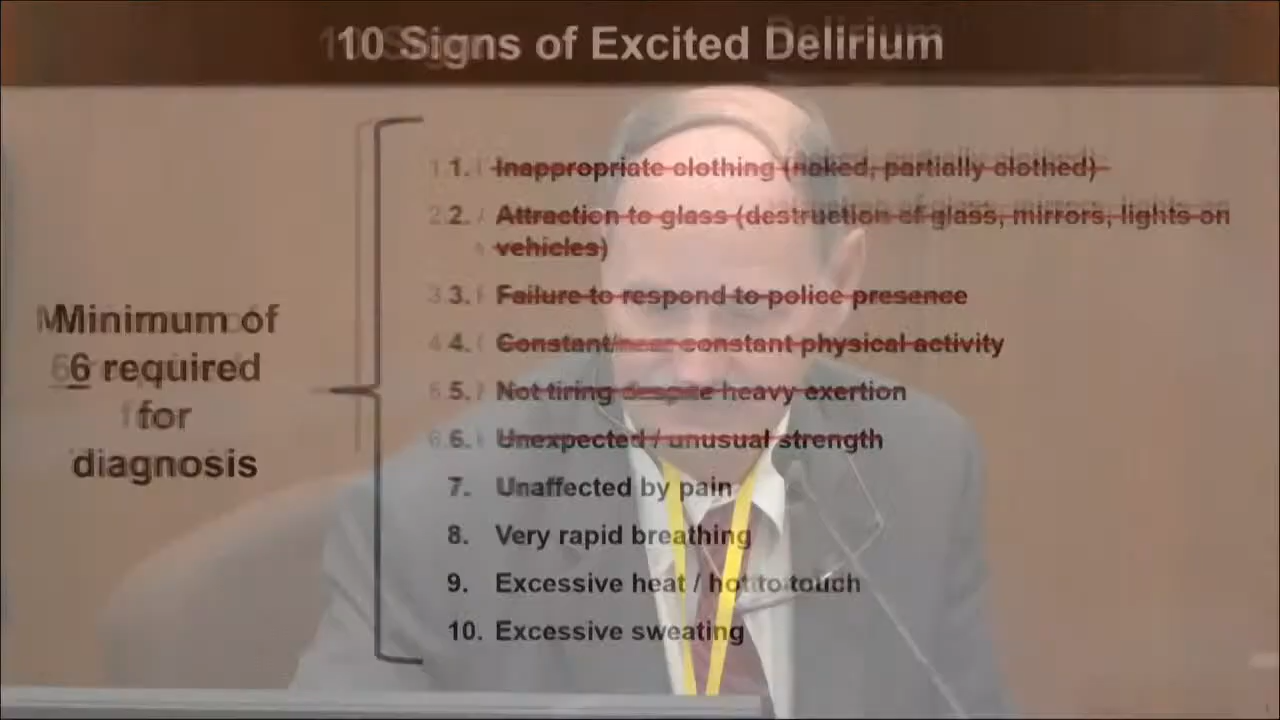 10 Signs of Excited Delirium
Minimum of
6 required
for
diagnosis
1. Inappropriate clothing (naked, partially clothed)
2. Attraction to glass (destruction of glass, mirrors, lights on
vehicles)
3. Failure to respond to police presence
4. Constant/near constant physical activity
5. Not tiring despite heavy exertion
6. Unexpected / unusual strength
7. Unaffected by pain
8. Very rapid breathing
9. Excessive heat / hot to touch
10. Excessive sweating